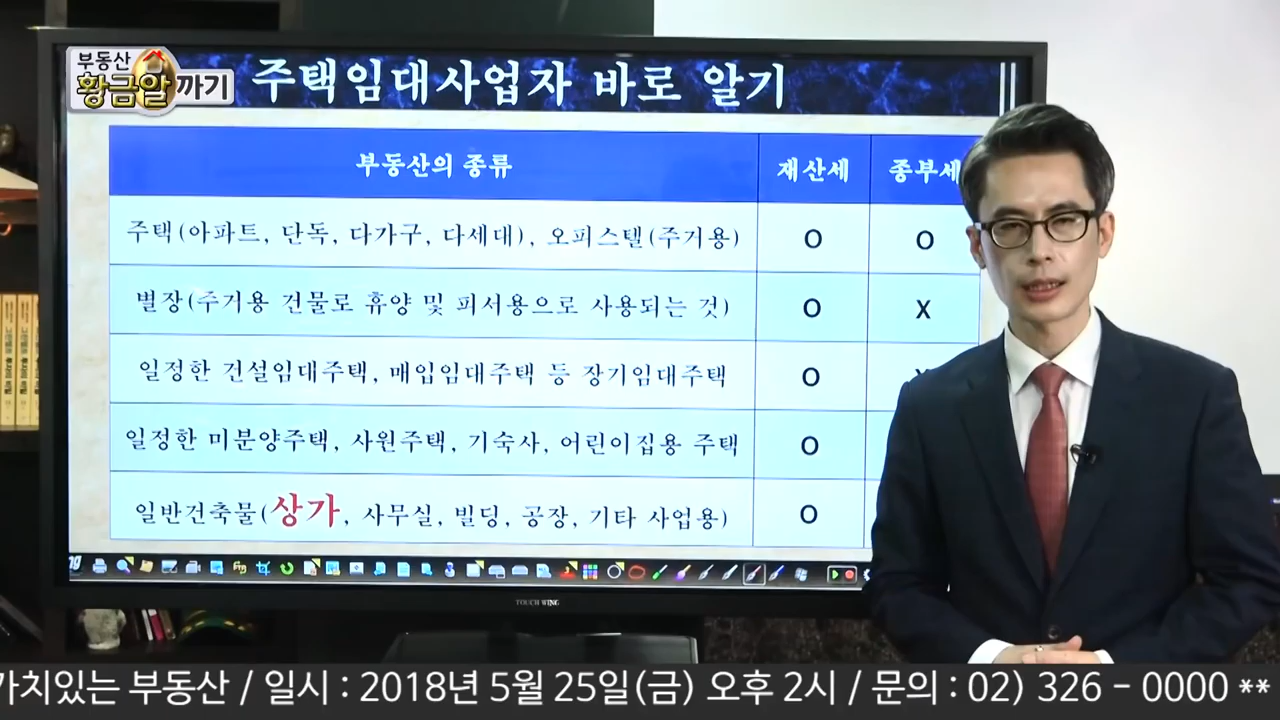 부동산
황금알까기
주택임대사업자 바로 알기
부동산의 종류 재산세 종부세
주택(아파트, 단독, 다가구, 다세대), 오피스텔(주거용) O O
별장(주거용 건물로 휴양 및 피서용으로 사용되는 것) O X
일정한 건설임대주택, 매입임대주택 등 장기임대주택 O
일정한 미분양주택, 사원주택, 기숙사, 어린이집용 주택 O
일반건축물(상가, 사무실, 빌딩, 공장, 기타 사업용) O
TOUCH WING
가치있는 부동산 / 일시 : 2018년 5월 25일(금) 오후 2시 / 문의 : 02) 326 - 0000 **